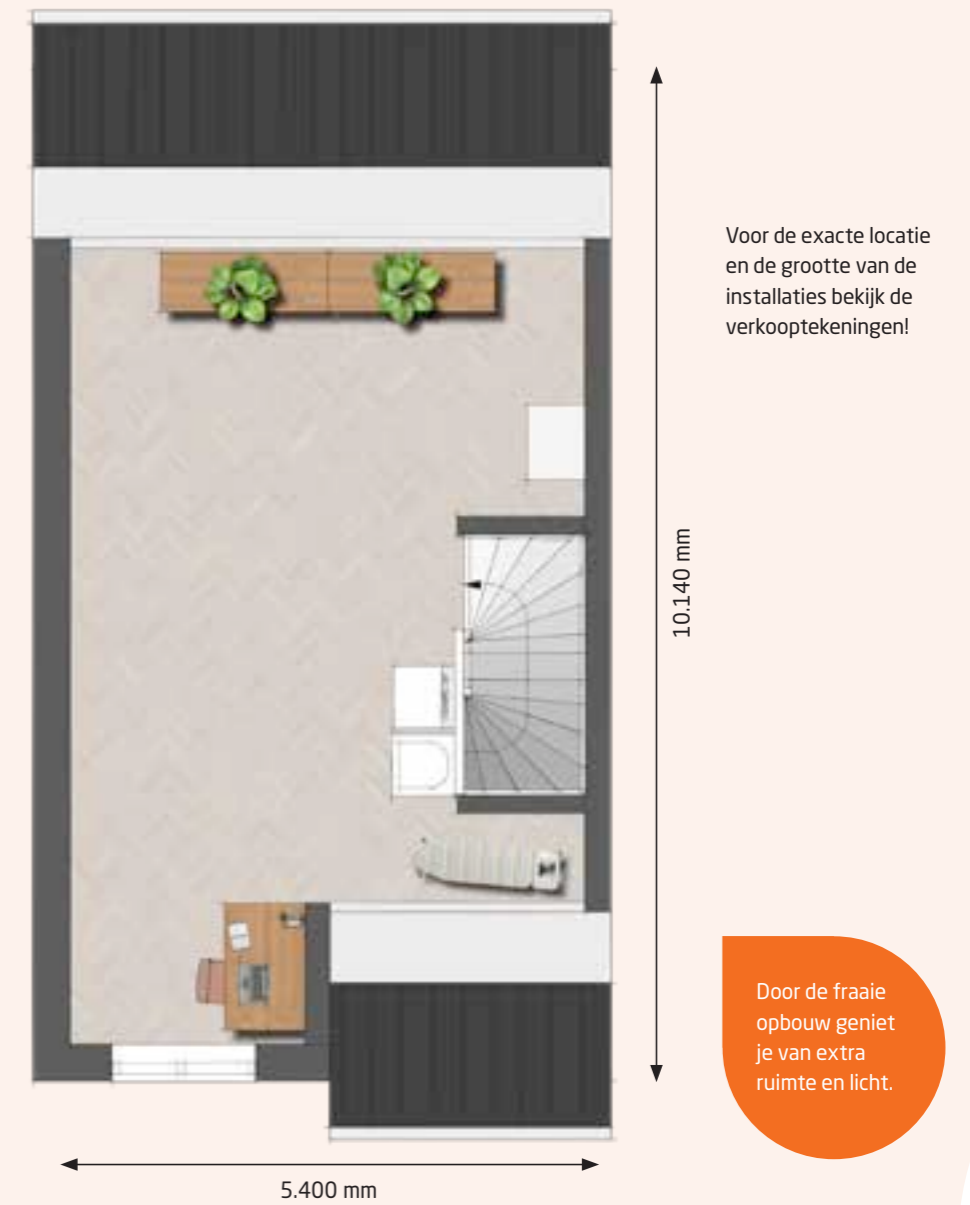 Voor de exacte locatie
en de grootte van de
installaties bekijk de
verkooptekeningen!
10.140 mm
Door de fraaie
opbouw geniet
je van extra
ruimte en licht.
5.400 mm